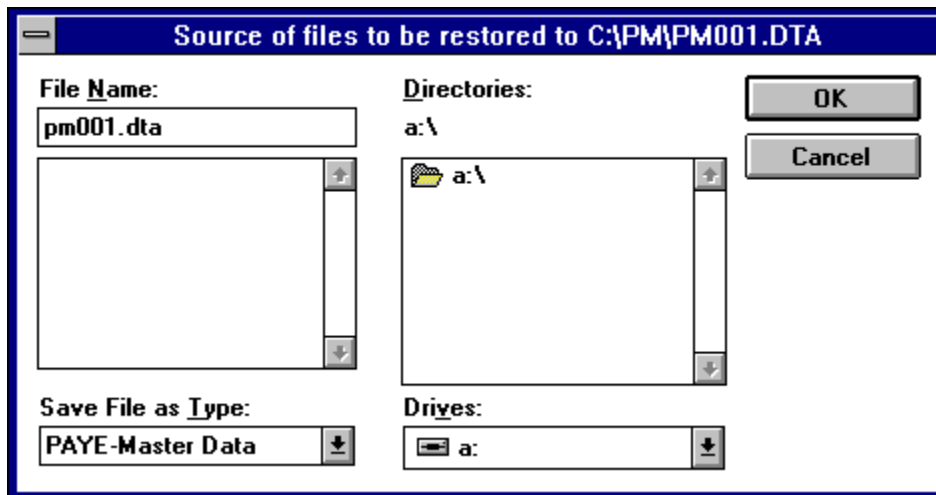 Source of files to be restored to C:\PM\PM001.DTA
File Name:
pm001.dta
Directories:
a:\
a:\
OK
Cancel
Save File as Type:
PAYE-Master Data
Drives:
a: